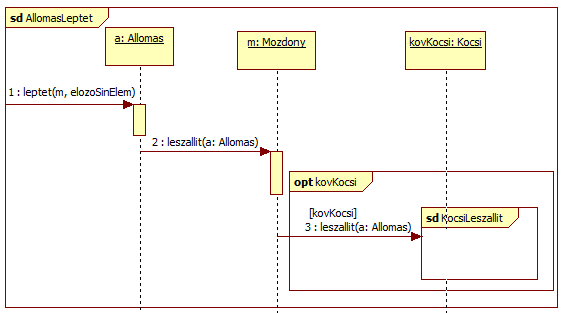 sd AllomasLeptet
a: Allomas
m: Mozdony
kovKocsi: Kocsi
1 : leptet(m, elozoSinElem)
2 : leszallit(a: Allomas)
opt kovKocsi
[kovKocsi]
3 : leszallit(a: Allomas)
sd KocsiLeszallit